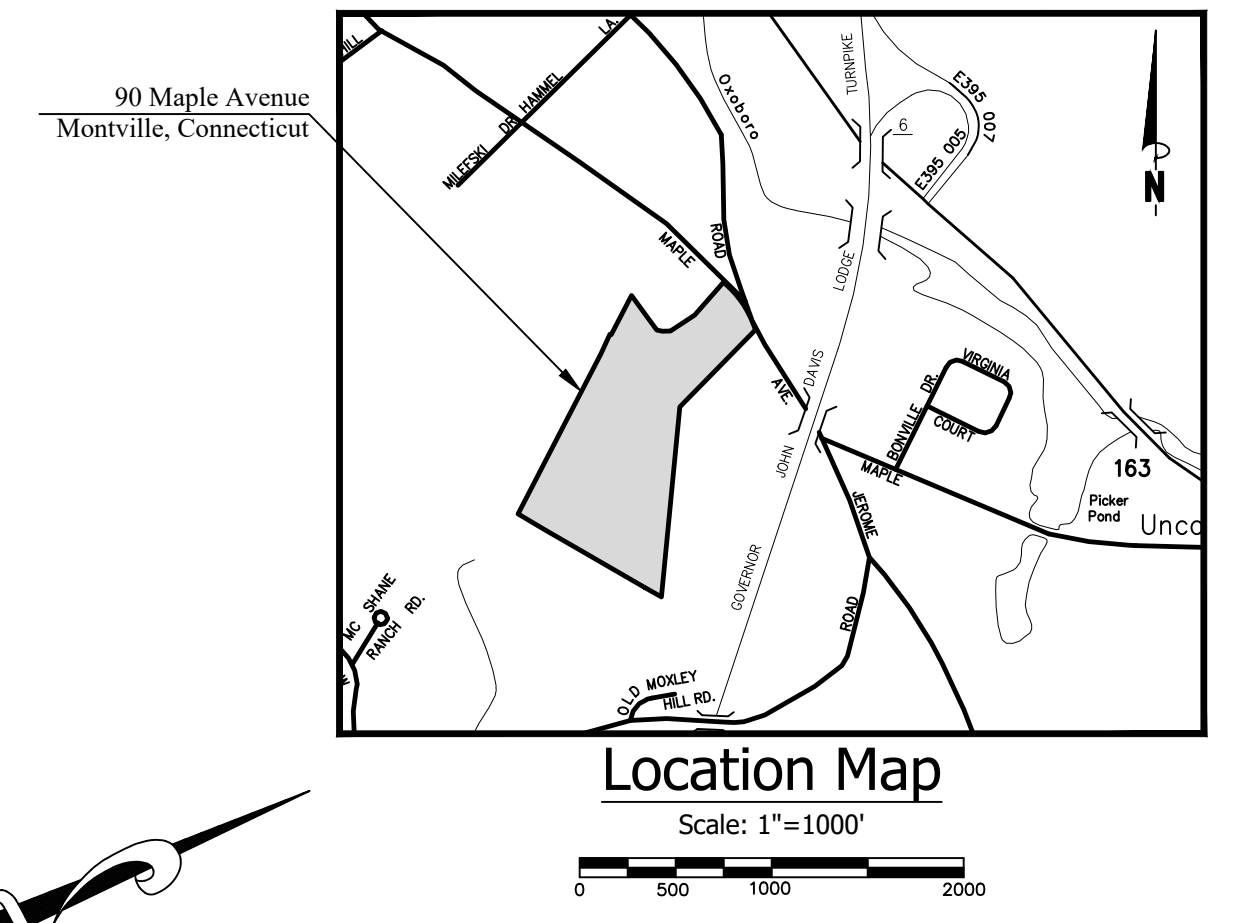 90 Maple Avenue
Montville, Connecticut
HILL
LA.
DR. HAMMEL
MILEFSKI
MAPLE
ROAD
Oxoboro
TURNPIKE
6
E395 007
E395 005
N
LODGE
DAVIS
AVE.
JOHN
GOVERNOR
VIRGINIA
COURT
BONVILLE DR.
MAPLE
JEROME
ROAD
163
Picker
Pond
Unco
MC SHANE
RANCH RD.
W
OLD MOXLEY
HILL RD.
Location Map
Scale: 1"=1000'
0 500 1000 2000